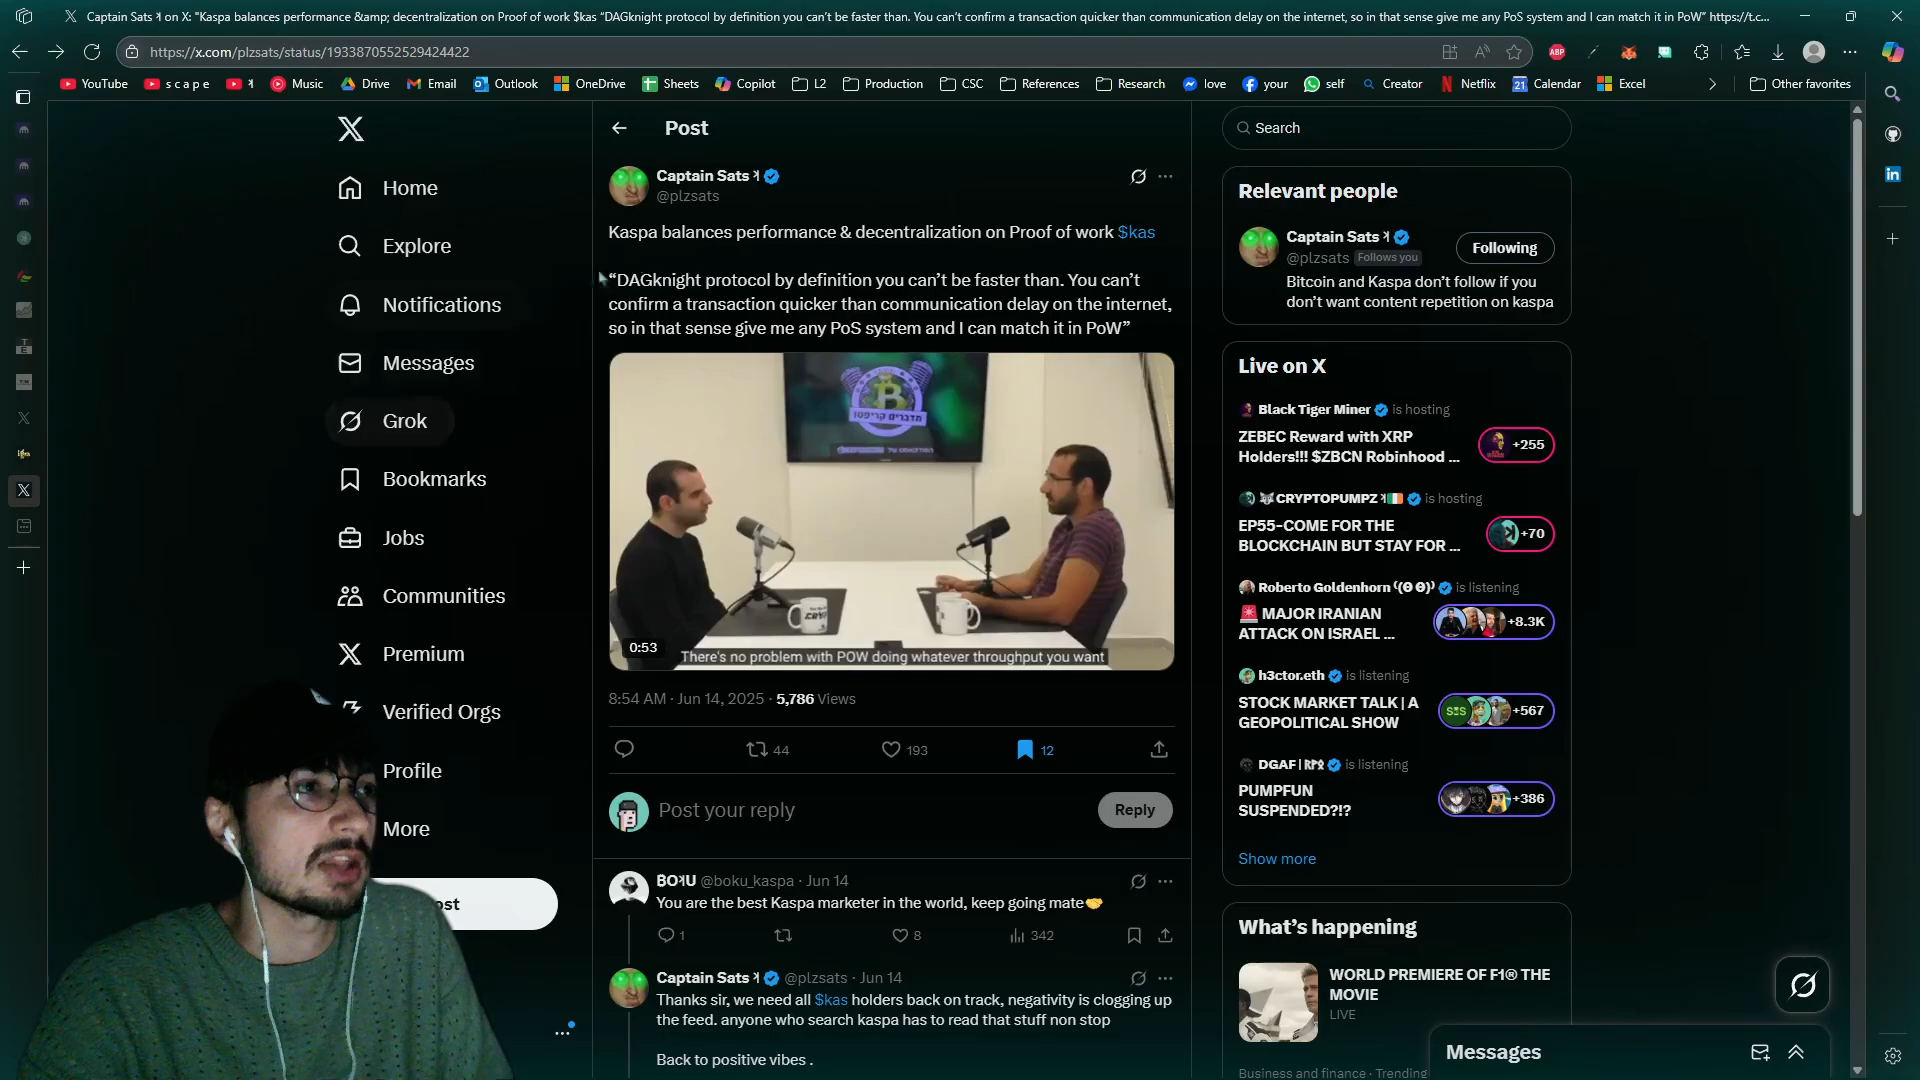 Captain Sats on X: "Kaspa balances performance &amp; decentralization on Proof of work $kas "DAGknight protocol by definition you can't be faster than. You can't confirm a transaction quicker than communication delay on the internet, so in that sense give me any PoS system and I can match it in PoW" https://t.c...
https://x.com/plzsats/status/1933870552529424422
ABP
YouTube
s c a p e
Music
Drive
Email
Outlook
OneDrive
Sheets
Copilot
L2
Production
CSC
References
Research
love
your
self
Creator
Netflix
Calendar
Excel
Other favorites
Home
Explore
Notifications
Messages
Grok
Bookmarks
Jobs
Communities
Premium
Verified Orgs
Profile
More
ost
Post
Captain Sats
@plzsats
Kaspa balances performance & decentralization on Proof of work $kas
“DAGknight protocol by definition you can’t be faster than. You can’t
confirm a transaction quicker than communication delay on the internet,
so in that sense give me any PoS system and I can match it in PoW”
מדברים קריפטו
0:53
There's no problem with POW doing whatever throughput you want
8:54 AM · Jun 14, 2025 · 5,786 Views
44
193
12
Post your reply
Reply
@boku_kaspa · Jun 14
You are the best Kaspa marketer in the world, keep going mate🤝
1
8
342
Captain Sats
@plzsats · Jun 14
Thanks sir, we need all $kas holders back on track, negativity is clogging up
the feed. anyone who search kaspa has to read that stuff non stop
Back to positive vibes .
Search
Relevant people
Captain Sats
@plzsats Follows you
Following
Bitcoin and Kaspa don’t follow if you
don’t want content repetition on kaspa
Live on X
Black Tiger Miner is hosting
ZEBEC Reward with XRP
Holders!!! $ZBCN Robinhood ...
+255
CRYPTOPUMPZ is hosting
EP55-COME FOR THE
BLOCKCHAIN BUT STAY FOR ...
+70
Roberto Goldenhorn is listening
🚨 MAJOR IRANIAN
ATTACK ON ISRAEL ...
+8.3K
h3ctor.eth is listening
STOCK MARKET TALK | A
GEOPOLITICAL SHOW
+567
DGAF | is listening
PUMPFUN
SUSPENDED?!?
+386
Show more
What’s happening
WORLD PREMIERE OF F1® THE
MOVIE
LIVE
Business and finance · Trending
Messages